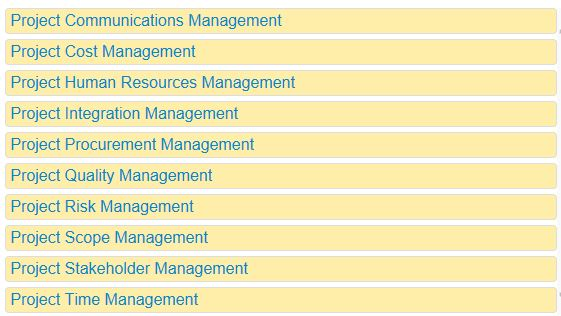 Project Communications Management
Project Cost Management
Project Human Resources Management
Project Integration Management
Project Procurement Management
Project Quality Management
Project Risk Management
Project Scope Management
Project Stakeholder Management
Project Time Management